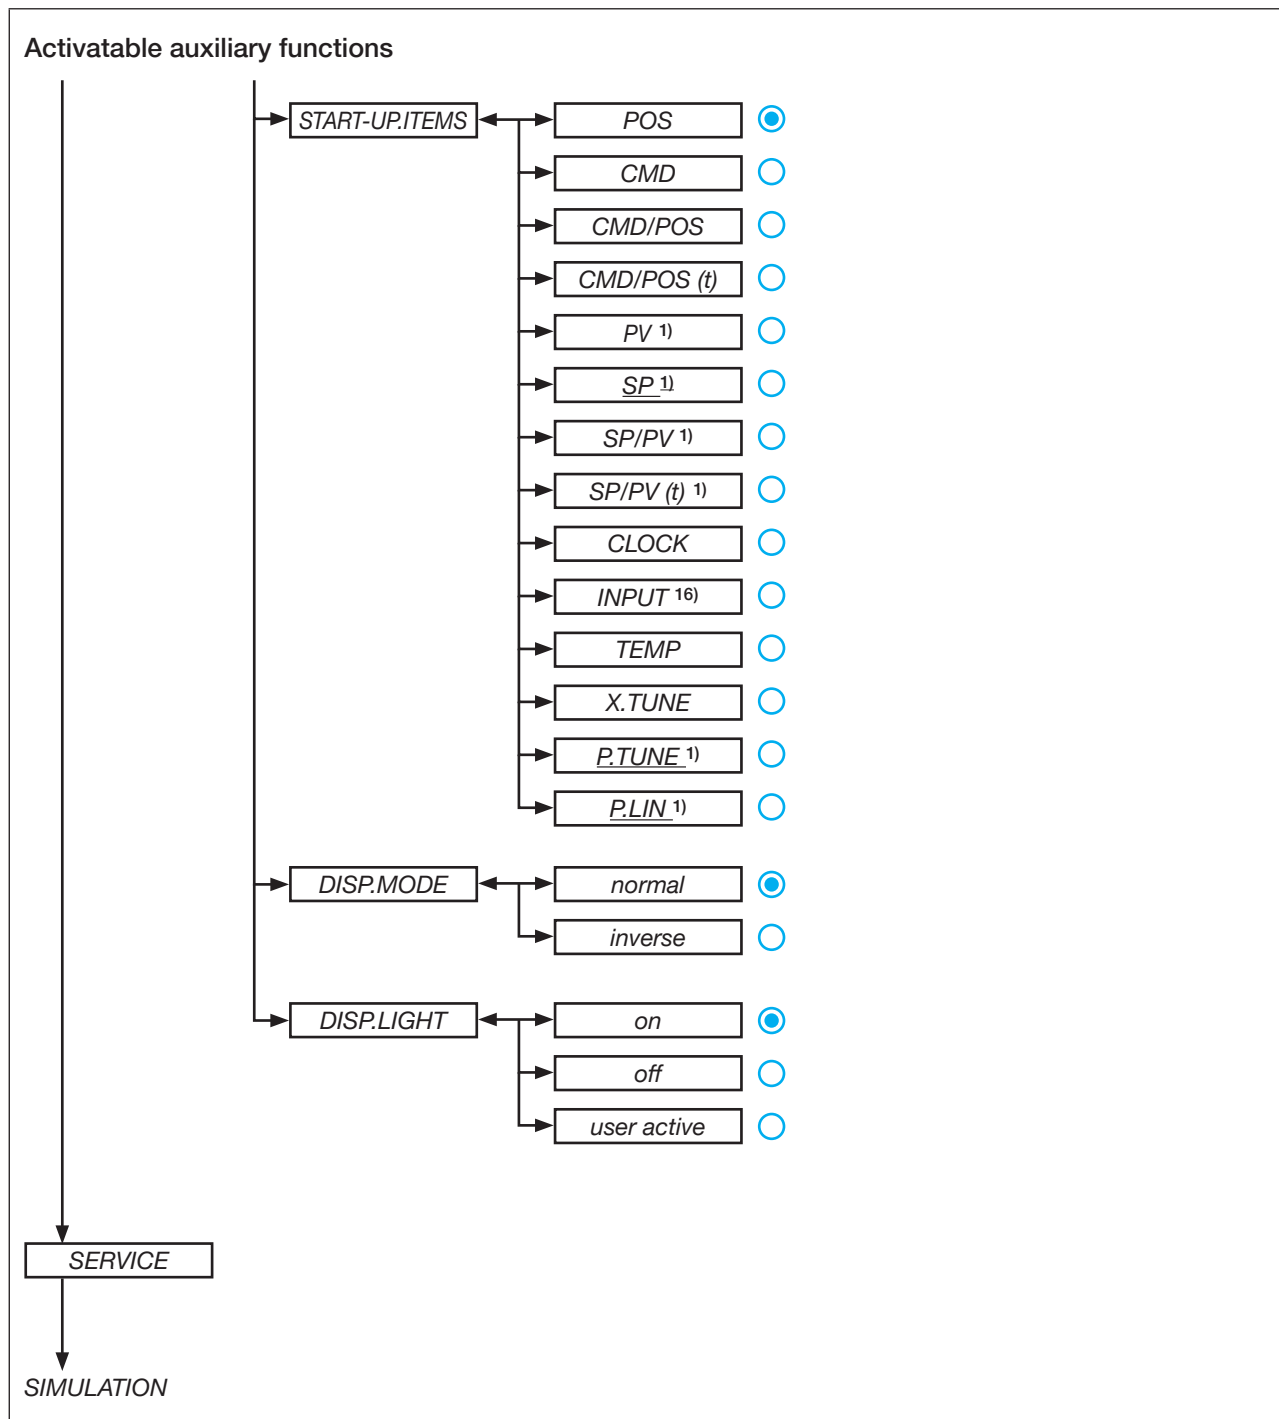 Activatable auxiliary functions
START-UP.ITEMS
POS
CMD
CMD/POS
CMD/POS (t)
PV 1)
SP 1)
SP/PV 1)
SP/PV (t) 1)
CLOCK
INPUT 16)
TEMP
X.TUNE
P.TUNE 1)
P.LIN 1)
DISP.MODE
normal
inverse
DISP.LIGHT
on
off
user active
SERVICE
SIMULATION